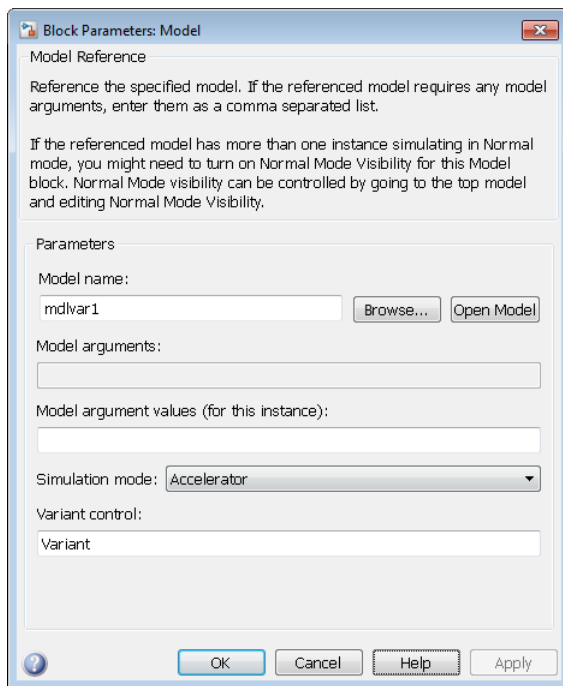 Block Parameters: Model
Model Reference
Reference the specified model. If the referenced model requires any model
arguments, enter them as a comma separated list.
If the referenced model has more than one instance simulating in Normal
mode, you might need to turn on Normal Mode Visibility for this Model
block. Normal Mode visibility can be controlled by going to the top model
and editing Normal Mode Visibility.
Parameters
Model name:
mdlvar1 Browse... Open Model
Model arguments:
Model argument values (for this instance):
Simulation mode: Accelerator
Variant control:
Variant
? OK Cancel Help Apply